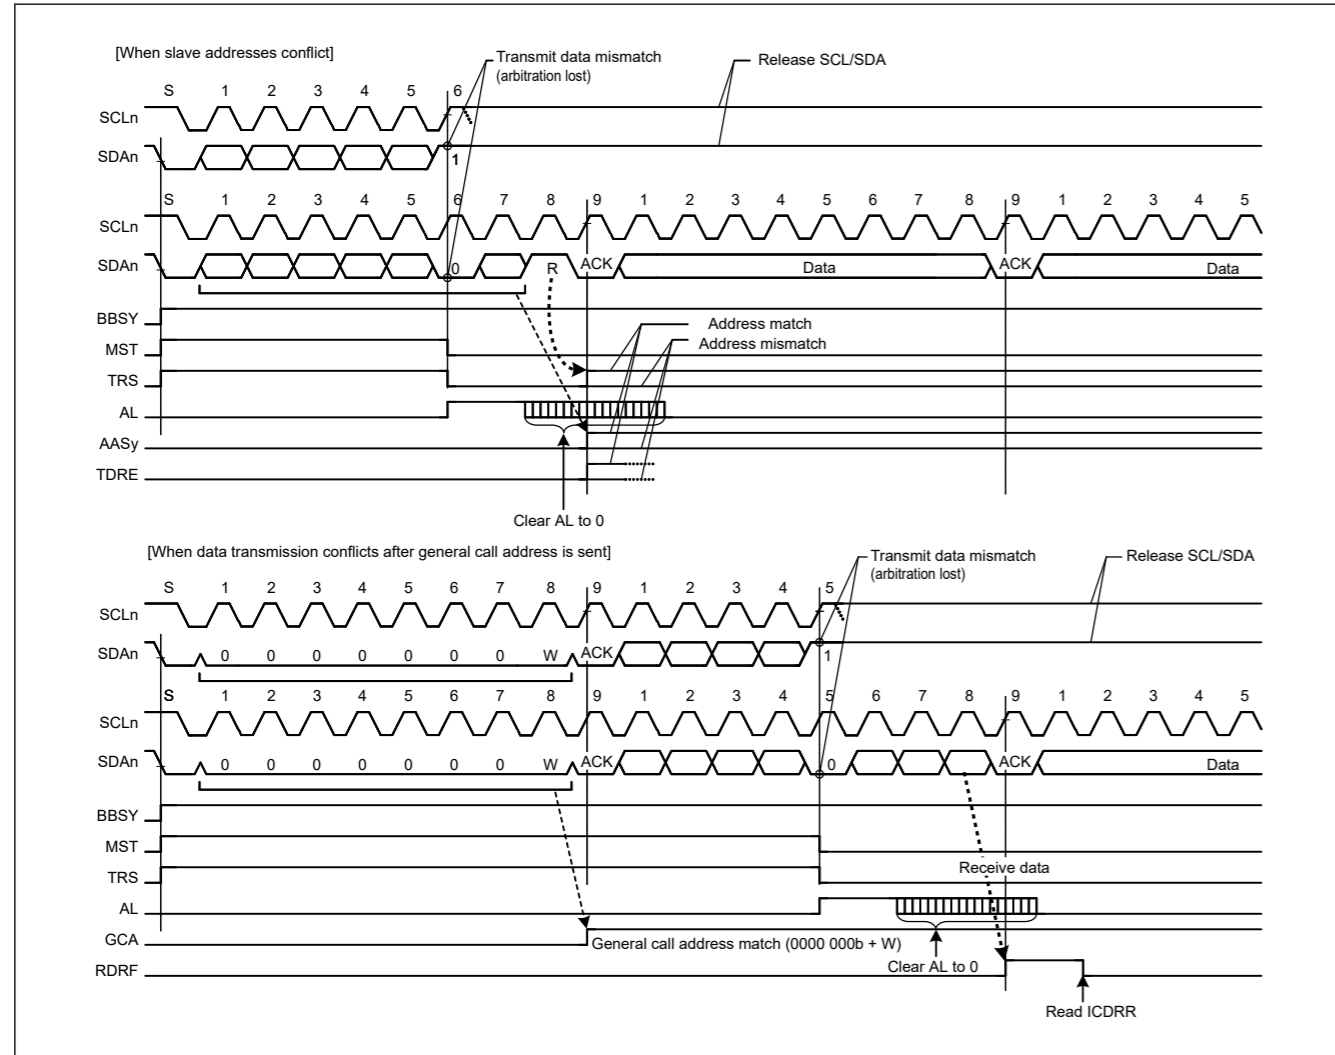 [When slave addresses conflict]
Transmit data mismatch
(arbitration lost)
Release SCL/SDA
S 1 2 3 4 5 6
SCLn
SDAn
1
S 1 2 3 4 5 6 7 8 9 1 2 3 4 5 6 7 8 9 1 2 3 4 5
SCLn
SDAn 0 R ACK Data ACK Data
BBSY
Address match
MST
Address mismatch
TRS
AL
AASy
TDRE
Clear AL to 0
[When data transmission conflicts after general call address is sent]
Transmit data mismatch
(arbitration lost)
Release SCL/SDA
S 1 2 3 4 5 6 7 8 9 1 2 3 4 5
SCLn
SDAn 0 0 0 0 0 0 0 W ACK 1
S 1 2 3 4 5 6 7 8 9 1 2 3 4 5 6 7 8 9 1 2 3 4 5
SCLn
SDAn 0 0 0 0 0 0 0 W ACK 0 ACK Data
BBSY
MST
Receive data
TRS
AL
GCA General call address match (0000 000b + W)
Clear AL to 0
RDRF
Read ICDRR